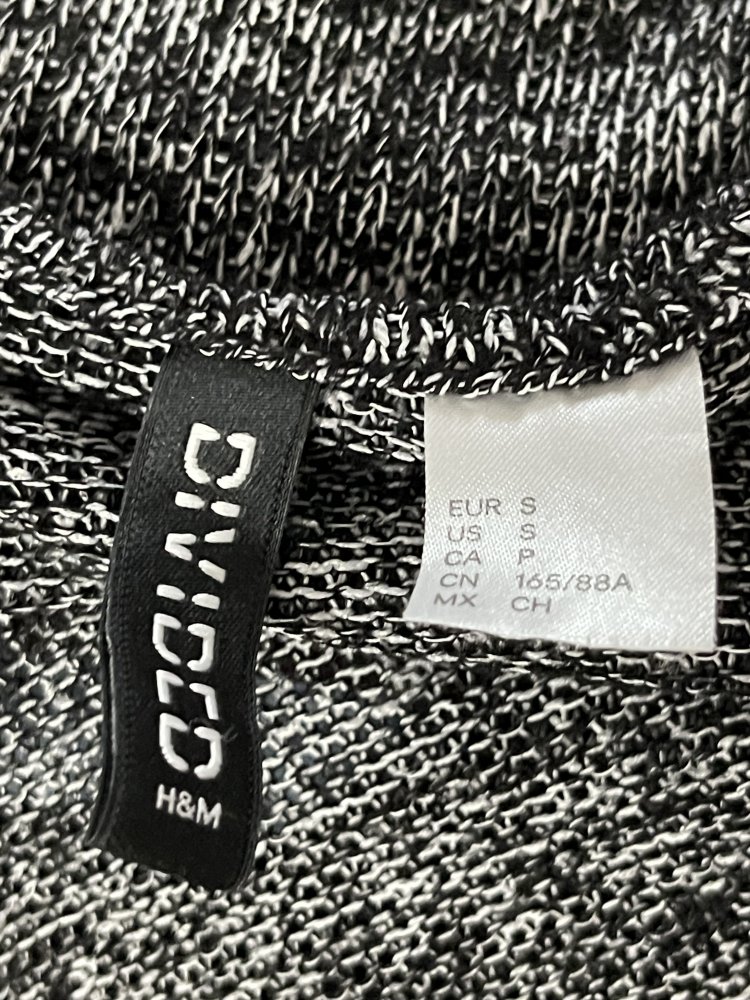 DIVIDED
H&M
EUR S
US S
CA P
CN 165/88A
MX CH